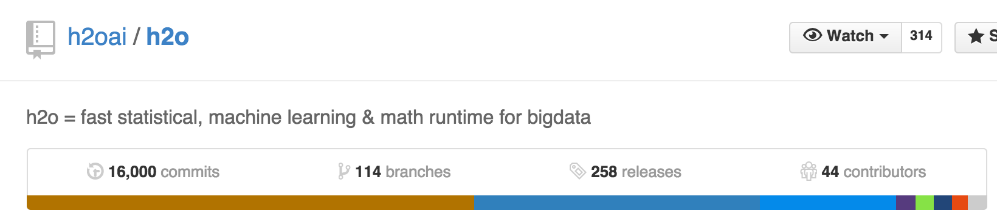 h2oai / h2o
Watch 314
h2o = fast statistical, machine learning & math runtime for bigdata
16,000 commits 114 branches 258 releases 44 contributors